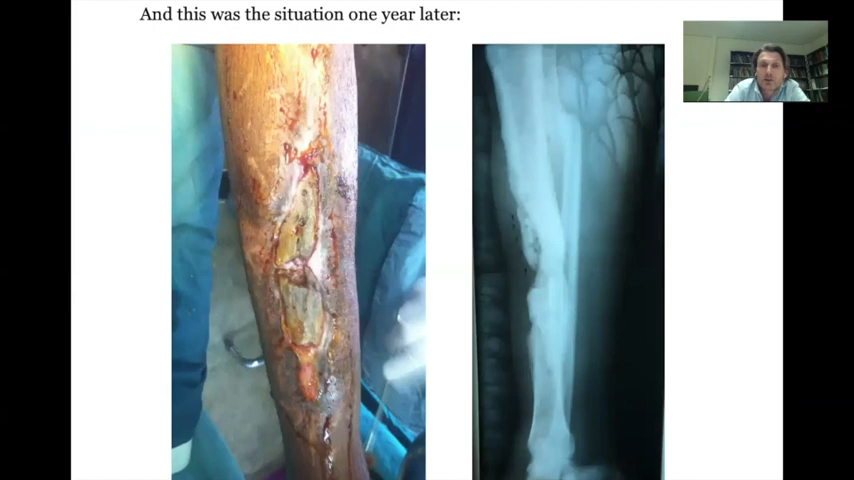 And this was the situation one year later: